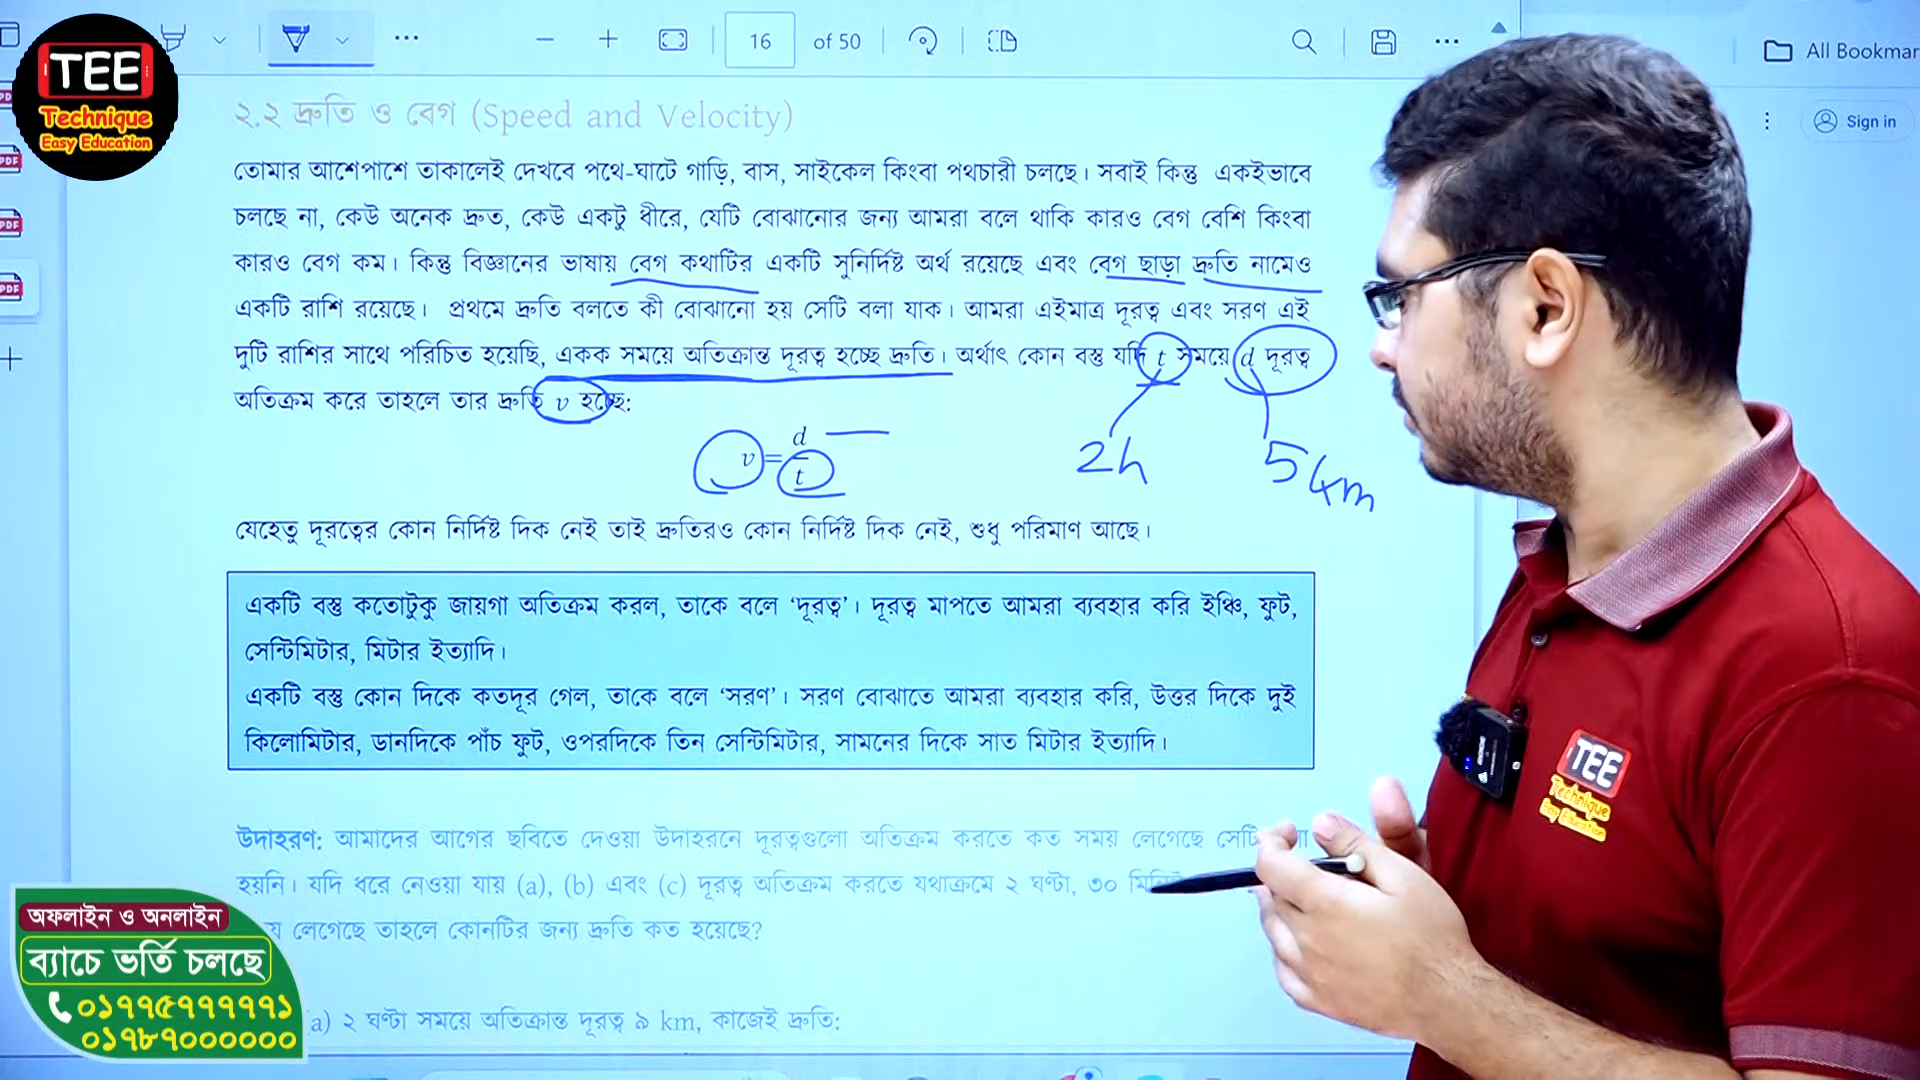 TEE
Technique
Easy Education
16 of 50
All Bookmar
Sign in
২.২ দ্রুতি ও বেগ (Speed and Velocity)
তোমার আশেপাশে তাকালেই দেখবে পথে-ঘাটে গাড়ি, বাস, সাইকেল কিংবা পথচারী চলছে। সবাই কিন্তু একইভাবে
চলছে না, কেউ অনেক দ্রুত, কেউ একটু ধীরে, যেটি বোঝানোর জন্য আমরা বলে থাকি কারও বেগ বেশি কিংবা
কারও বেগ কম। কিন্তু বিজ্ঞানের ভাষায় বেগ কথাটির একটি সুনির্দিষ্ট অর্থ রয়েছে এবং বেগ ছাড়া দ্রুতি নামেও
একটি রাশি রয়েছে। প্রথমে দ্রুতি বলতে কী বোঝানো হয় সেটি বলা যাক। আমরা এইমাত্র দূরত্ব এবং সরণ এই
দুটি রাশির সাথে পরিচিত হয়েছি, একক সময়ে অতিক্রান্ত দূরত্ব হচ্ছে দ্রুতি। অর্থাৎ কোন বস্তু যদি t সময়ে d দূরত্ব
অতিক্রম করে তাহলে তার দ্রুতি v হচ্ছে:
v = d/t
2h
5 km
যেহেতু দূরত্বের কোন নির্দিষ্ট দিক নেই তাই দ্রুতিরও কোন নির্দিষ্ট দিক নেই, শুধু পরিমাণ আছে।
একটি বস্তু কতোটুকু জায়গা অতিক্রম করল, তাকে বলে ‘দূরত্ব’। দূরত্ব মাপতে আমরা ব্যবহার করি ইঞ্চি, ফুট,
সেন্টিমিটার, মিটার ইত্যাদি।
একটি বস্তু কোন দিকে কতদূর গেল, তাকে বলে ‘সরণ’। সরণ বোঝাতে আমরা ব্যবহার করি, উত্তর দিকে দুই
কিলোমিটার, ডানদিকে পাঁচ ফুট, ওপরদিকে তিন সেন্টিমিটার, সামনের দিকে সাত মিটার ইত্যাদি।
উদাহরণ: আমাদের আগের ছবিতে দেওয়া উদাহরনে দূরত্বগুলো অতিক্রম করতে কত সময় লেগেছে সেটি
হয়নি। যদি ধরে নেওয়া যায় (a), (b) এবং (c) দূরত্ব অতিক্রম করতে যথাক্রমে ২ ঘণ্টা, ৩০
লেগেছে তাহলে কোনটির জন্য দ্রুতি কত হয়েছে?
(a) ২ ঘণ্টা সময়ে অতিক্রান্ত দূরত্ব ৯ km, কাজেই দ্রুতি:
অফলাইন ও অনলাইন
ব্যাচে ভর্তি চলছে
০১৭৭৫৭৭৭৭৭১
০১৭৮৭০০০০০০
TEE
Technique
Easy Education